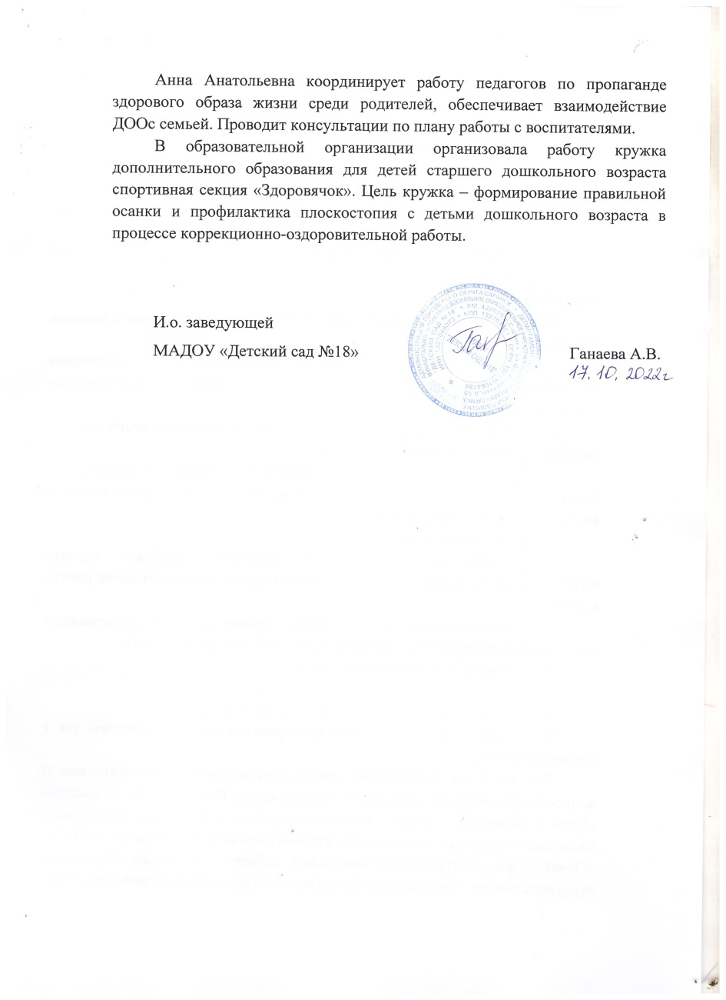 Анна Анатольевна координирует работу педагогов по пропаганде
здорового образа жизни среди родителей, обеспечивает взаимодействие
ДООс семьей. Проводит консультации по плану работы с воспитателями.
В образовательной организации организовала работу кружка
дополнительного образования для детей старшего дошкольного возраста
спортивная секция «Здоровячок». Цель кружка – формирование правильной
осанки и профилактика плоскостопия с детьми дошкольного возраста в
процессе коррекционно-оздоровительной работы.
И.о. заведующей
МАДОУ «Детский сад №18»
Ганаева А.В.
17.10.2022г